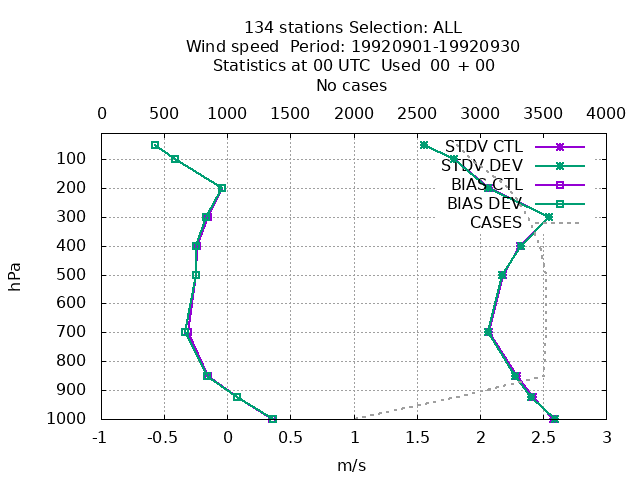 134 stations Selection: ALL
Wind speed  Period: 19920901-19920930
Statistics at 00 UTC  Used  00 + 00
No cases
0 500 1000 1500 2000 2500 3000 3500 4000
STDV CTL
100
STDV DEV
200
BIAS CTL
BIAS DEV
300
CASES
400
500
600
700
800
900
1000
hPa
-1 -0.5 0 0.5 1 1.5 2 2.5 3
m/s